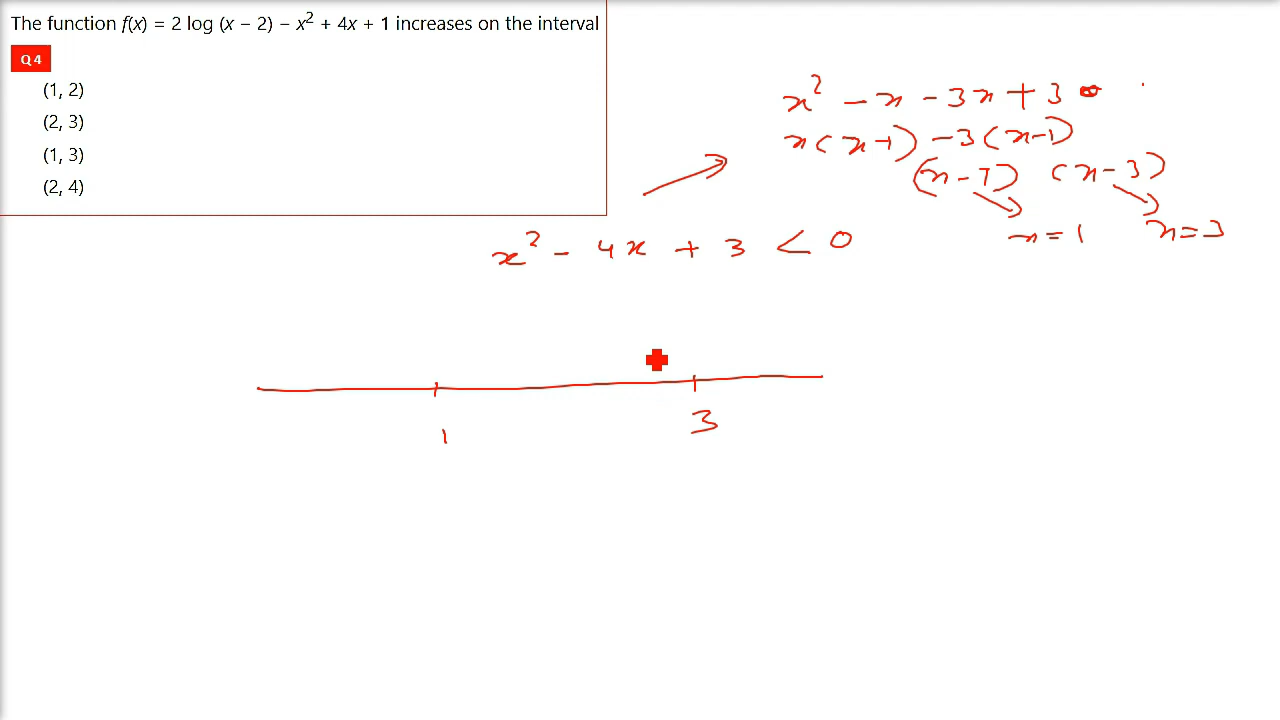 The function f(x) = 2 log (x − 2) − x² + 4x + 1 increases on the interval
Q 4
(1, 2)
(2, 3)
(1, 3)
(2, 4)
x² − x − 3x + 3
x(x−1) −3(x−1)
(x−1) (x−3)
x=1 x=3
x² − 4x + 3 < 0
1 3